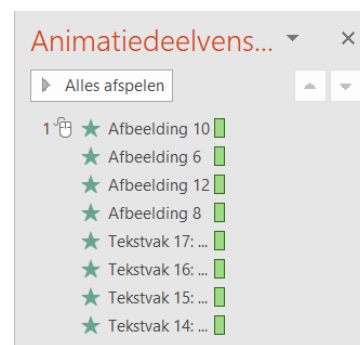 Animatiedeelvens...
Alles afspelen
1 Afbeelding 10
Afbeelding 6
Afbeelding 12
Afbeelding 8
Tekstvak 17: ...
Tekstvak 16: ...
Tekstvak 15: ...
Tekstvak 14: ...